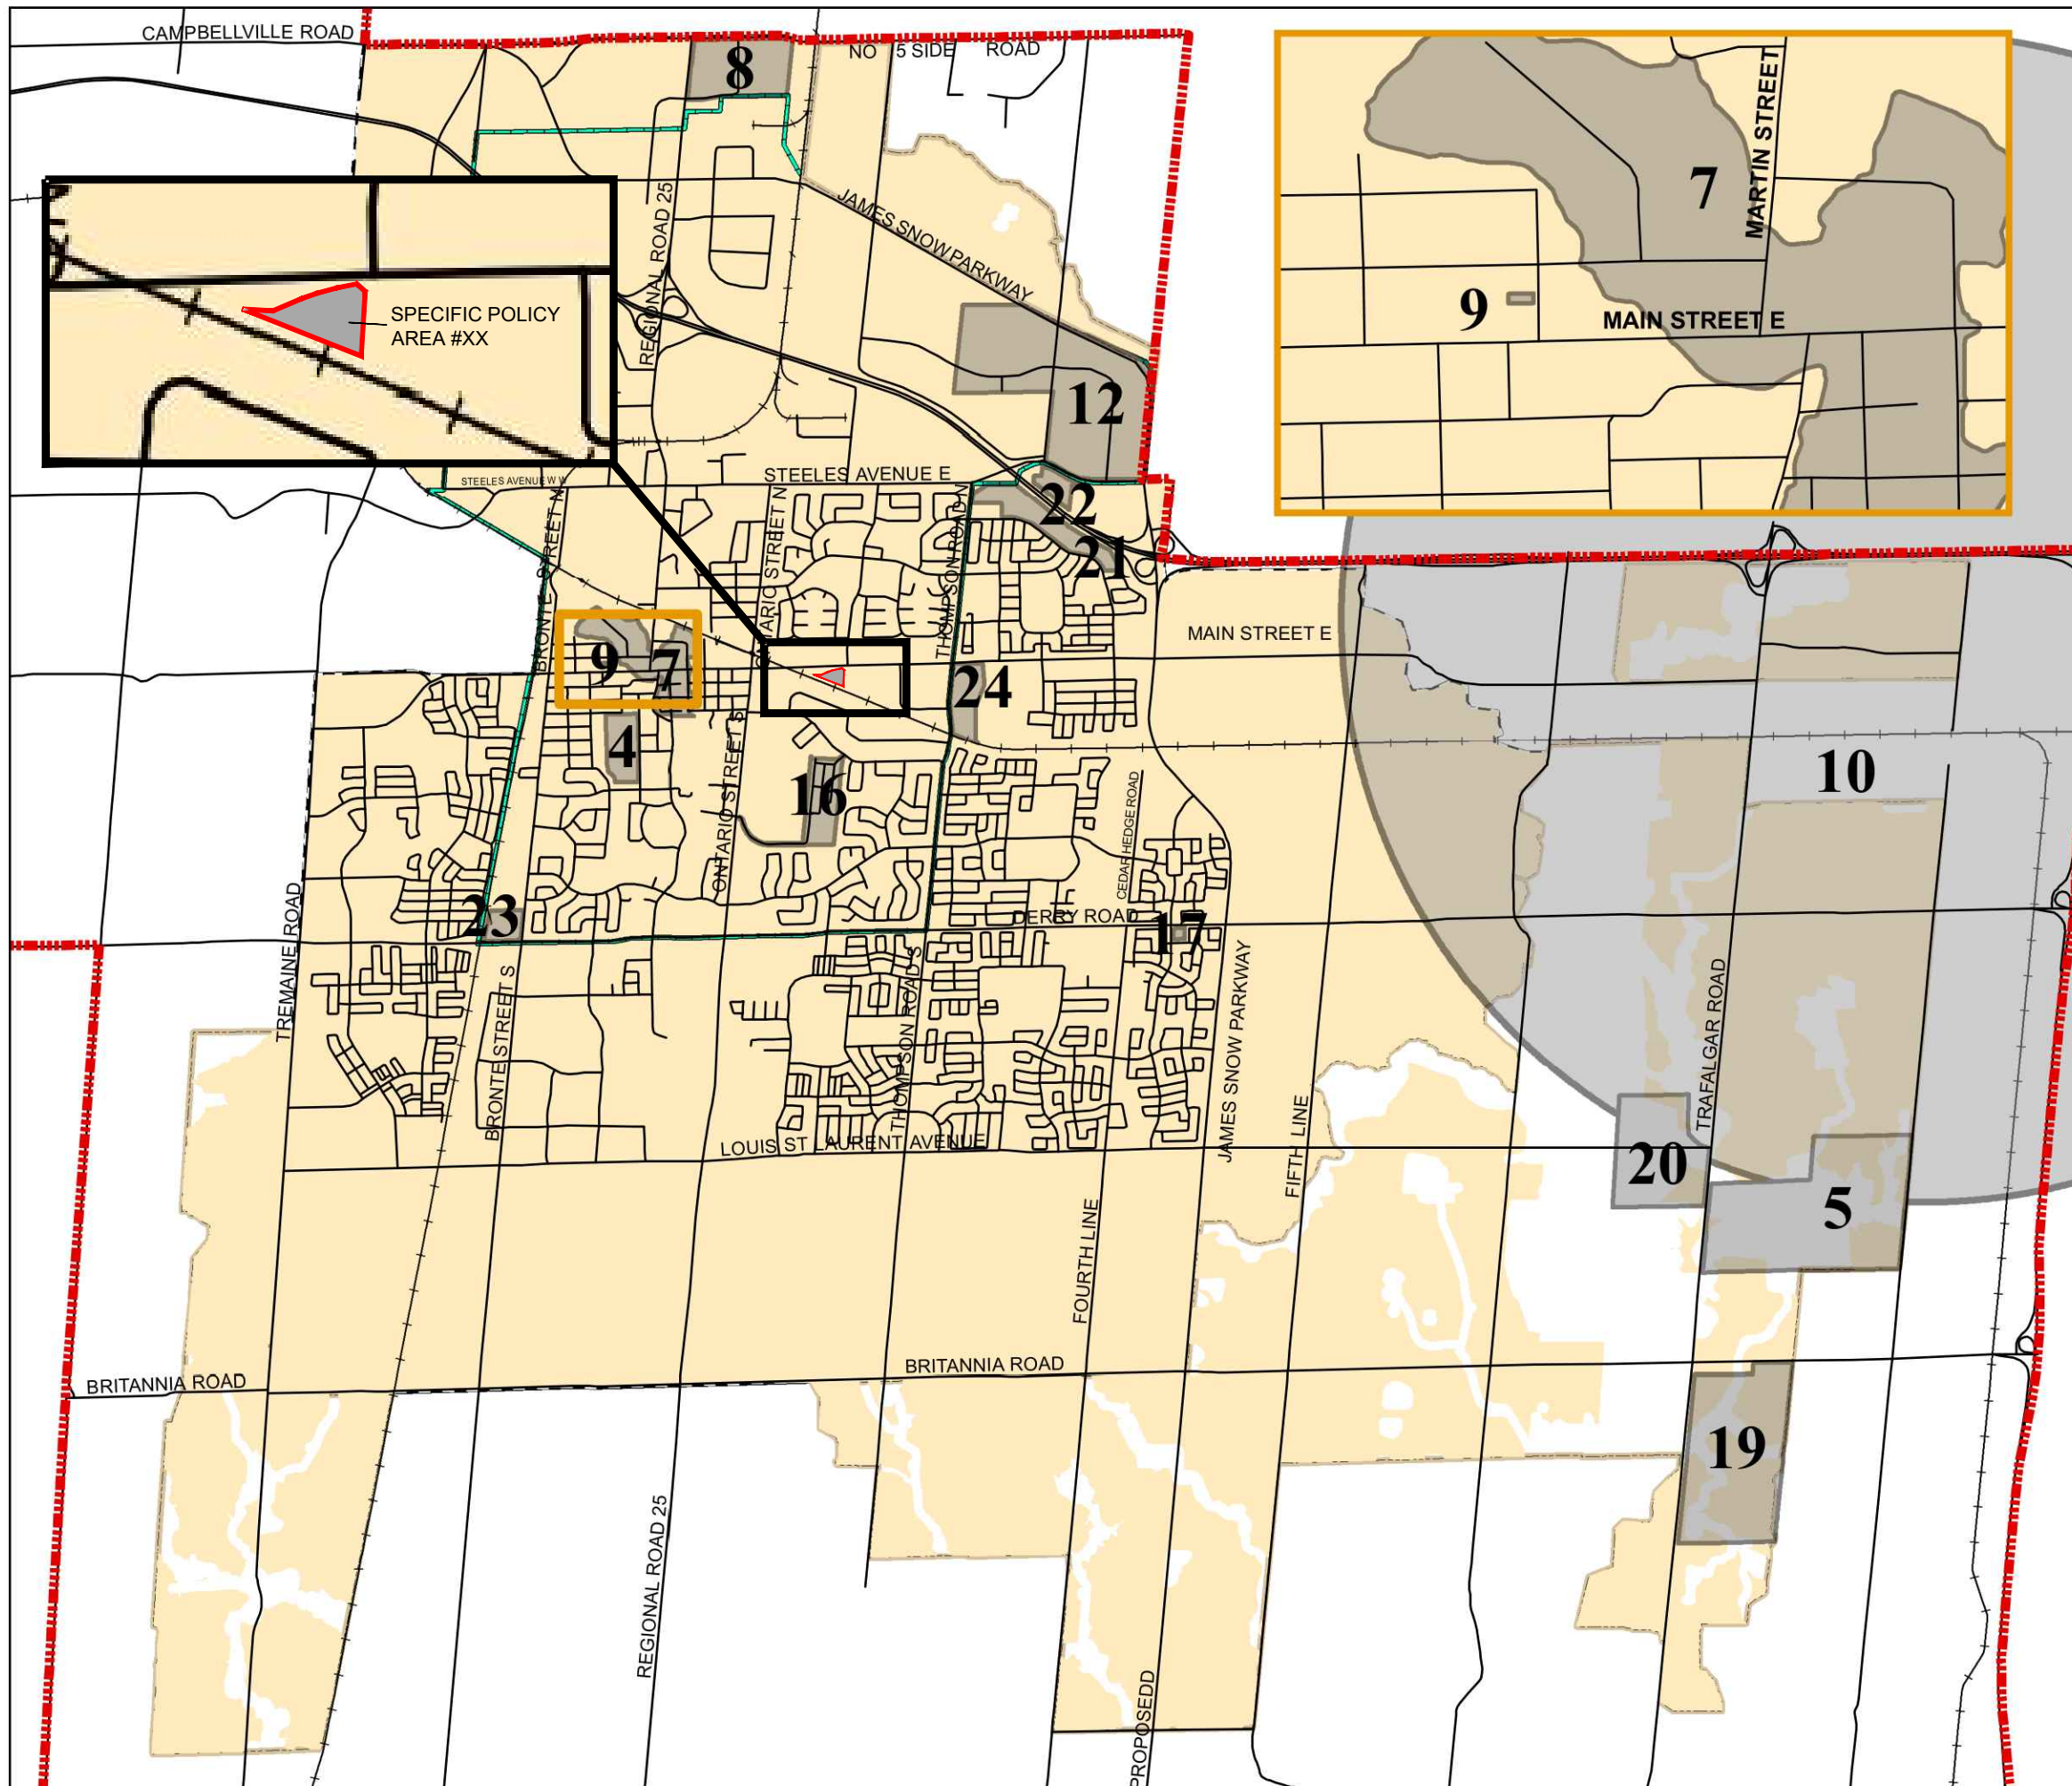 CAMPBELLVILLE ROAD
NO 5 SIDE ROAD
8
MARTIN STREET
7
9
MAIN STREET E
REGIONAL ROAD 25
JAMES SNOW PARKWAY
SPECIFIC POLICY
AREA #XX
12
STEELES AVENUE W W
STEELES AVENUE E
22
21
BRONTE STREET N
ONTARIO STREET N
THOMPSON ROAD N
MAIN STREET E
9
7
24
4
16
10
ONTARIO STREET S
CEDAR HEDGE ROAD
23
DERRY ROAD
17
TREMAINE ROAD
BRONTE STREET S
THOMPSON ROAD S
JAMES SNOW PARKWAY
TRAFALGAR ROAD
LOUIS ST LAURENT AVENUE
FIFTH LINE
20
5
FOURTH LINE
BRITANNIA ROAD
BRITANNIA ROAD
19
REGIONAL ROAD 25
PROPOSEDD